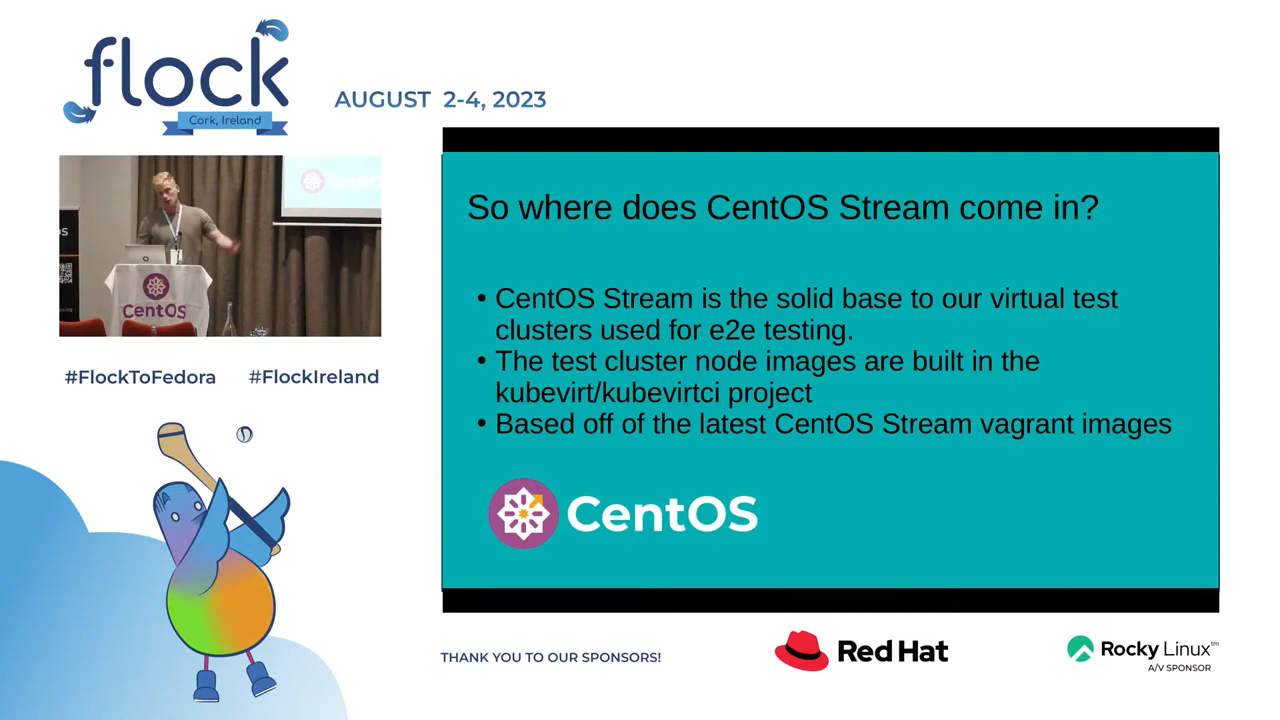 flock
Cork, Ireland
AUGUST 2-4, 2023
CentOS
#FlockToFedora
#FlockIreland
So where does CentOS Stream come in?
• CentOS Stream is the solid base to our virtual test
clusters used for e2e testing.
• The test cluster node images are built in the
kubevirt/kubevirtci project
• Based off of the latest CentOS Stream vagrant images
CentOS
THANK YOU TO OUR SPONSORS!
Red Hat
Rocky Linux™
A/V SPONSOR